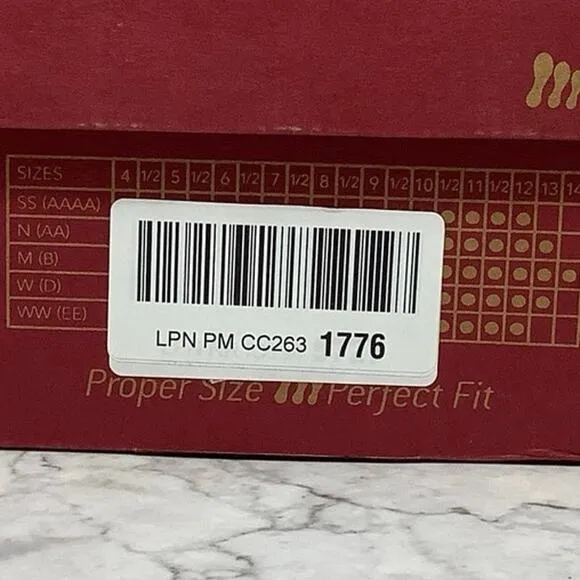 SIZES 4 1/2 5 1/2 6 1/2 7 1/2 8 1/2 9 1/2 10 1/2 11 1/2 12 13 14
SS (AAAA)
N (AA)
M (B)
W (D)
WW (EE)
LPN PM CC263 1776
Proper Size Perfect Fit